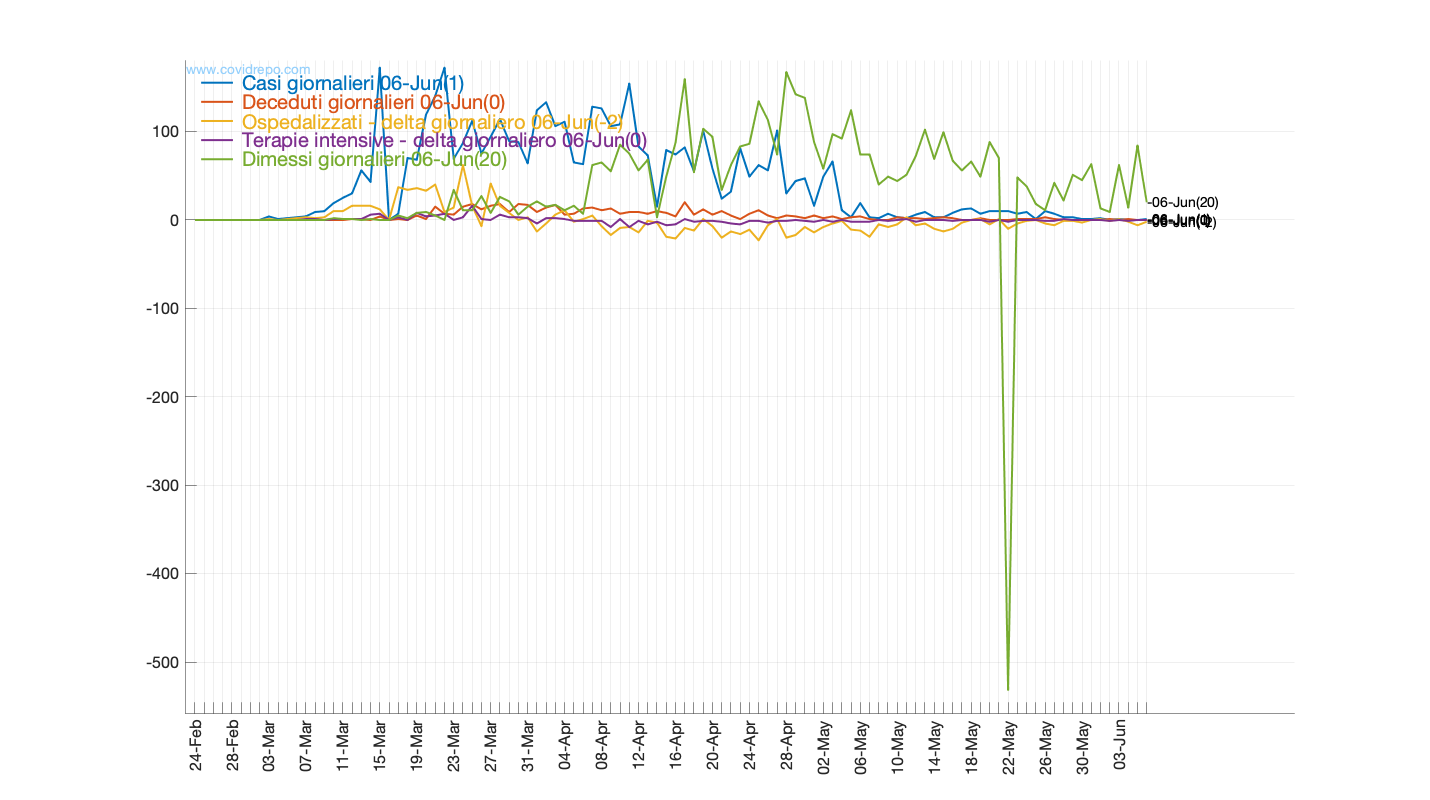 www.covidrepo.com
Casi giornalieri 06-Jun(1)
Deceduti giornalieri 06-Jun(0)
Ospedalizzati - delta giornaliero 06-Jun(-2)
Terapie intensive - delta giornaliero 06-Jun(0)
Dimessi giornalieri 06-Jun(20)
100
0
-100
-200
-300
-400
-500
-06-Jun(20)
24-Feb
28-Feb
03-Mar
07-Mar
11-Mar
15-Mar
19-Mar
23-Mar
27-Mar
31-Mar
04-Apr
08-Apr
12-Apr
16-Apr
20-Apr
24-Apr
28-Apr
02-May
06-May
10-May
14-May
18-May
22-May
26-May
30-May
03-Jun